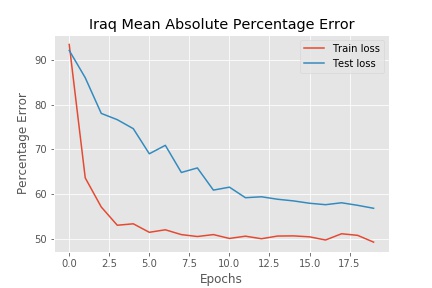 Iraq Mean Absolute Percentage Error
Train loss
Test loss
Percentage Error
90
80
70
60
50
0.0 2.5 5.0 7.5 10.0 12.5 15.0 17.5
Epochs